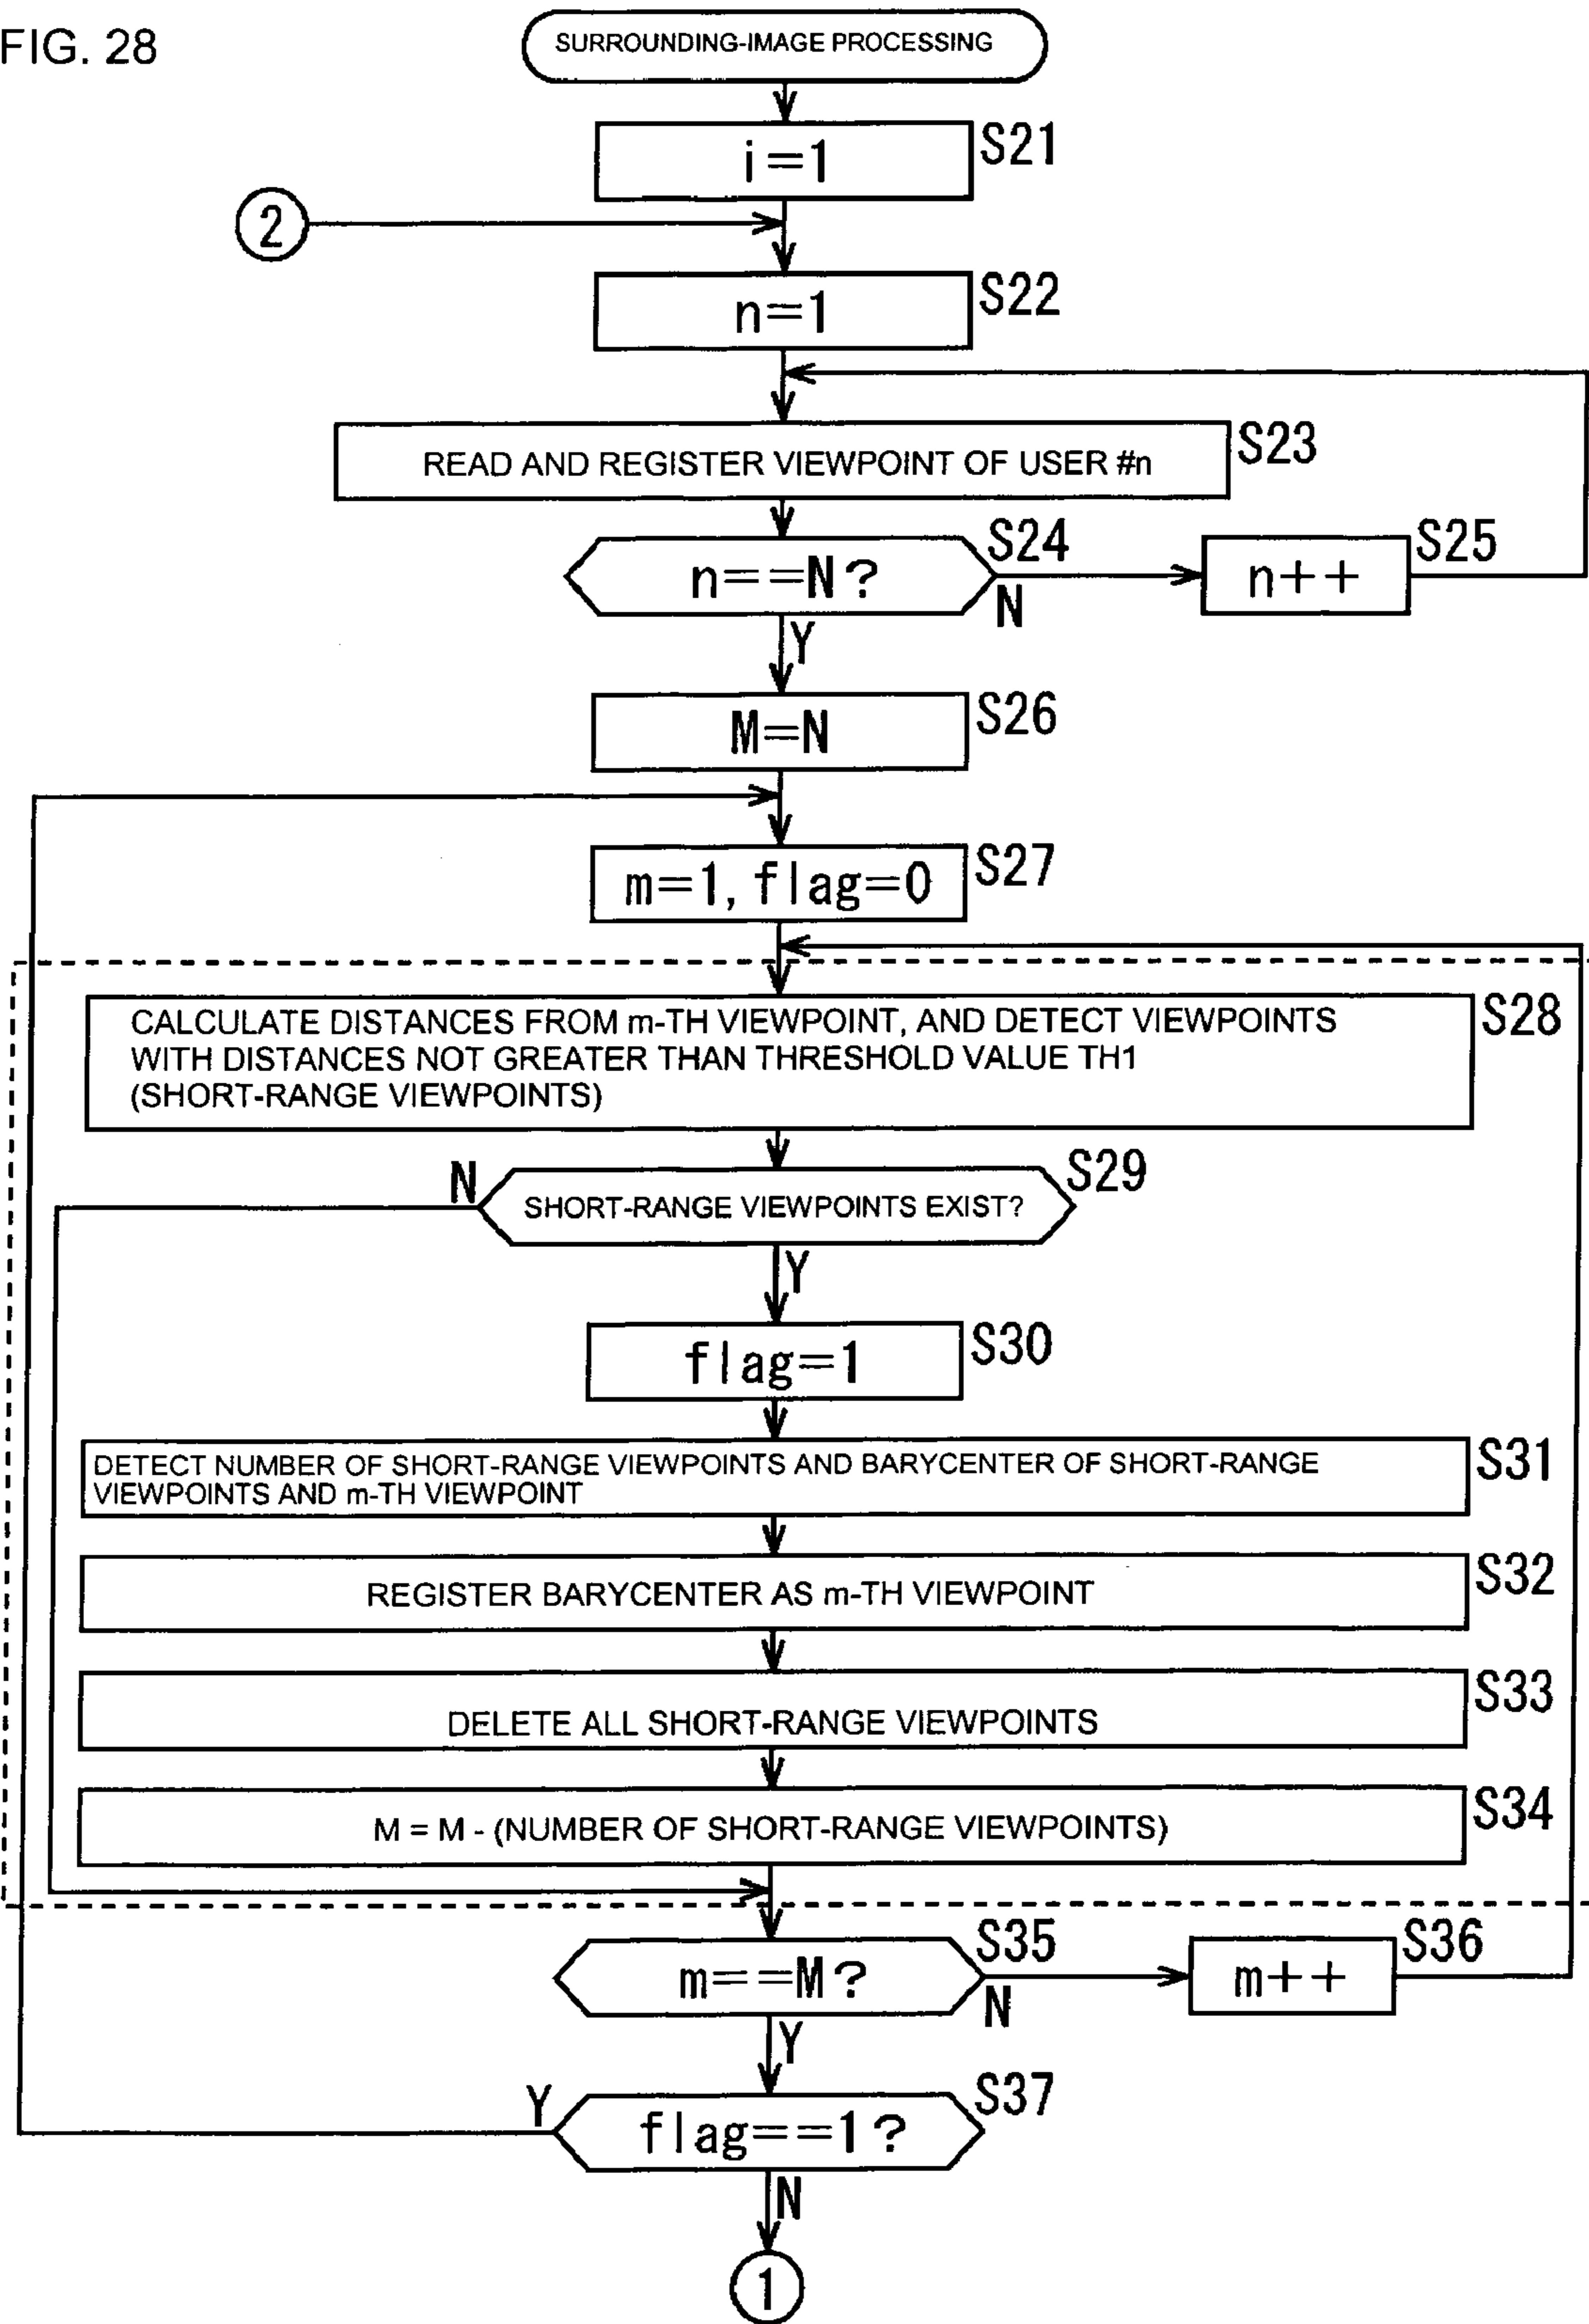 FIG. 28
SURROUNDING-IMAGE PROCESSING
i=1
S21
2
n=1
S22
READ AND REGISTER VIEWPOINT OF USER #n
S23
n==N?
S24
N
n++
S25
Y
M=N
S26
m=1, flag=0
S27
CALCULATE DISTANCES FROM m-TH VIEWPOINT, AND DETECT VIEWPOINTS
WITH DISTANCES NOT GREATER THAN THRESHOLD VALUE TH1
(SHORT-RANGE VIEWPOINTS)
S28
N
SHORT-RANGE VIEWPOINTS EXIST?
S29
Y
flag=1
S30
DETECT NUMBER OF SHORT-RANGE VIEWPOINTS AND BARYCENTER OF SHORT-RANGE
VIEWPOINTS AND m-TH VIEWPOINT
S31
REGISTER BARYCENTER AS m-TH VIEWPOINT
S32
DELETE ALL SHORT-RANGE VIEWPOINTS
S33
M = M - (NUMBER OF SHORT-RANGE VIEWPOINTS)
S34
m==M?
S35
N
m++
S36
Y
Y
flag==1?
S37
N
1